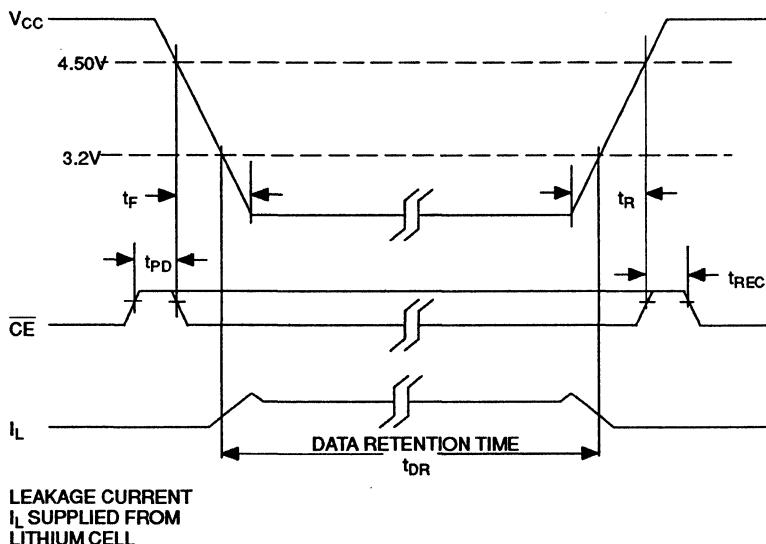 VCC
4.50V
3.2V
tF
tR
tPD
tREC
CE
IL
DATA RETENTION TIME
tDR
LEAKAGE CURRENT
IL SUPPLIED FROM
LITHIUM CELL